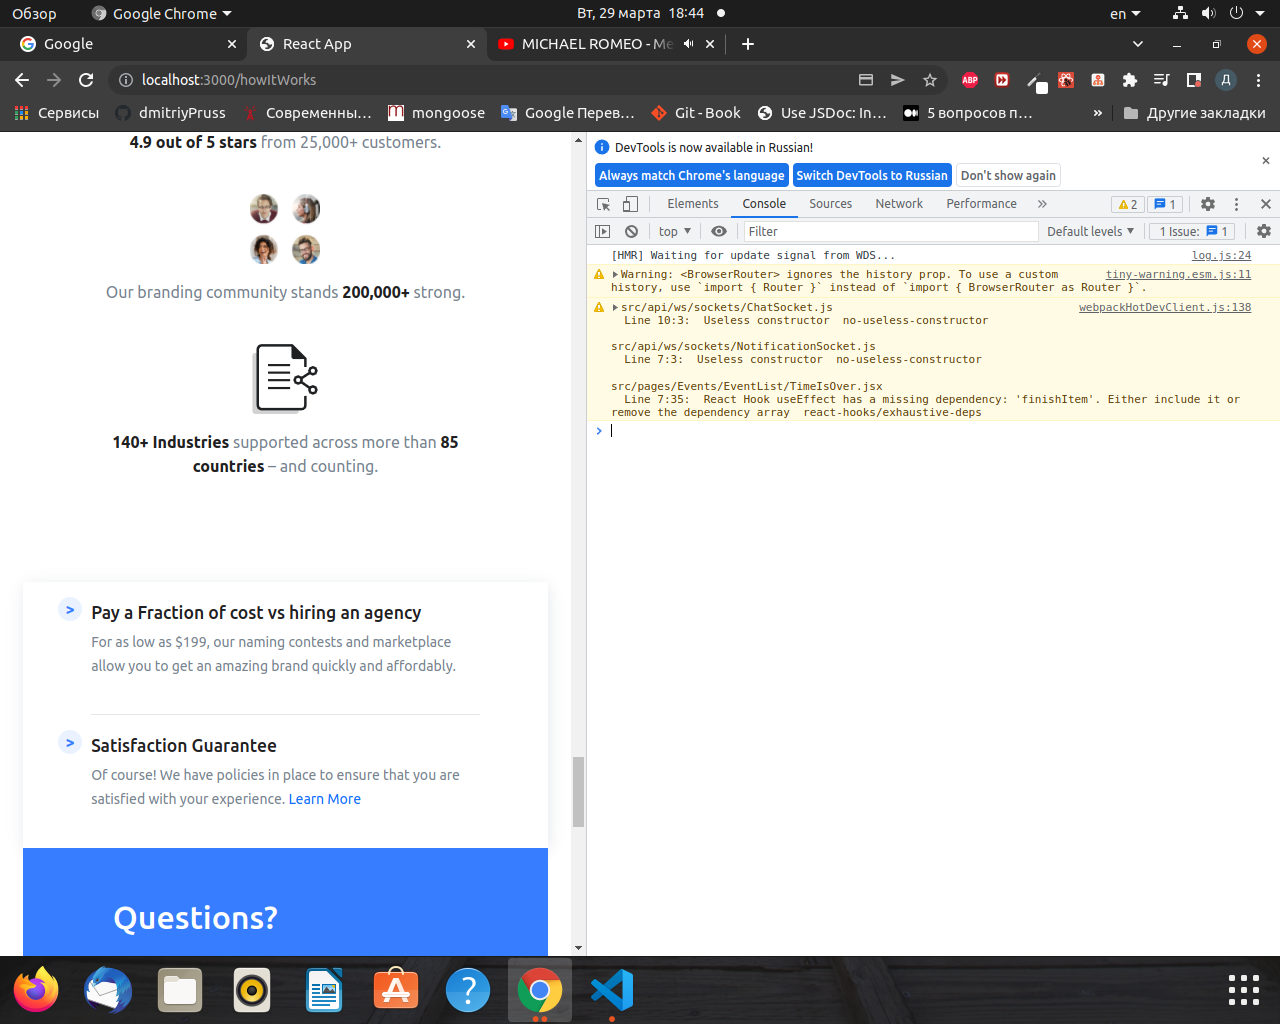 Обзор
Google Chrome
Вт, 29 марта 18:44
en
Google
React App
MICHAEL ROMEO - Me
localhost:3000/howItWorks
ABP
Д
Сервисы
dmitriyPruss
Современны…
mongoose
Google Перев…
Git - Book
Use JSDoc: In…
5 вопросов п…
»
Другие закладки
4.9 out of 5 stars from 25,000+ customers.
Our branding community stands 200,000+ strong.
140+ Industries supported across more than 85
countries – and counting.
> Pay a Fraction of cost vs hiring an agency
For as low as $199, our naming contests and marketplace
allow you to get an amazing brand quickly and affordably.
> Satisfaction Guarantee
Of course! We have policies in place to ensure that you are
satisfied with your experience. Learn More
Questions?
DevTools is now available in Russian!
Always match Chrome's language
Switch DevTools to Russian
Don't show again
Elements
Console
Sources
Network
Performance
»
2
1
top
Filter
Default levels
1 Issue: 1
[HMR] Waiting for update signal from WDS...
log.js:24
Warning: <BrowserRouter> ignores the history prop. To use a custom
tiny-warning.esm.js:11
history, use `import { Router }` instead of `import { BrowserRouter as Router }`.
src/api/ws/sockets/ChatSocket.js
webpackHotDevClient.js:138
Line 10:3: Useless constructor no-useless-constructor
src/api/ws/sockets/NotificationSocket.js
Line 7:3: Useless constructor no-useless-constructor
src/pages/Events/EventList/TimeIsOver.jsx
Line 7:35: React Hook useEffect has a missing dependency: 'finishItem'. Either include it or
remove the dependency array react-hooks/exhaustive-deps
>